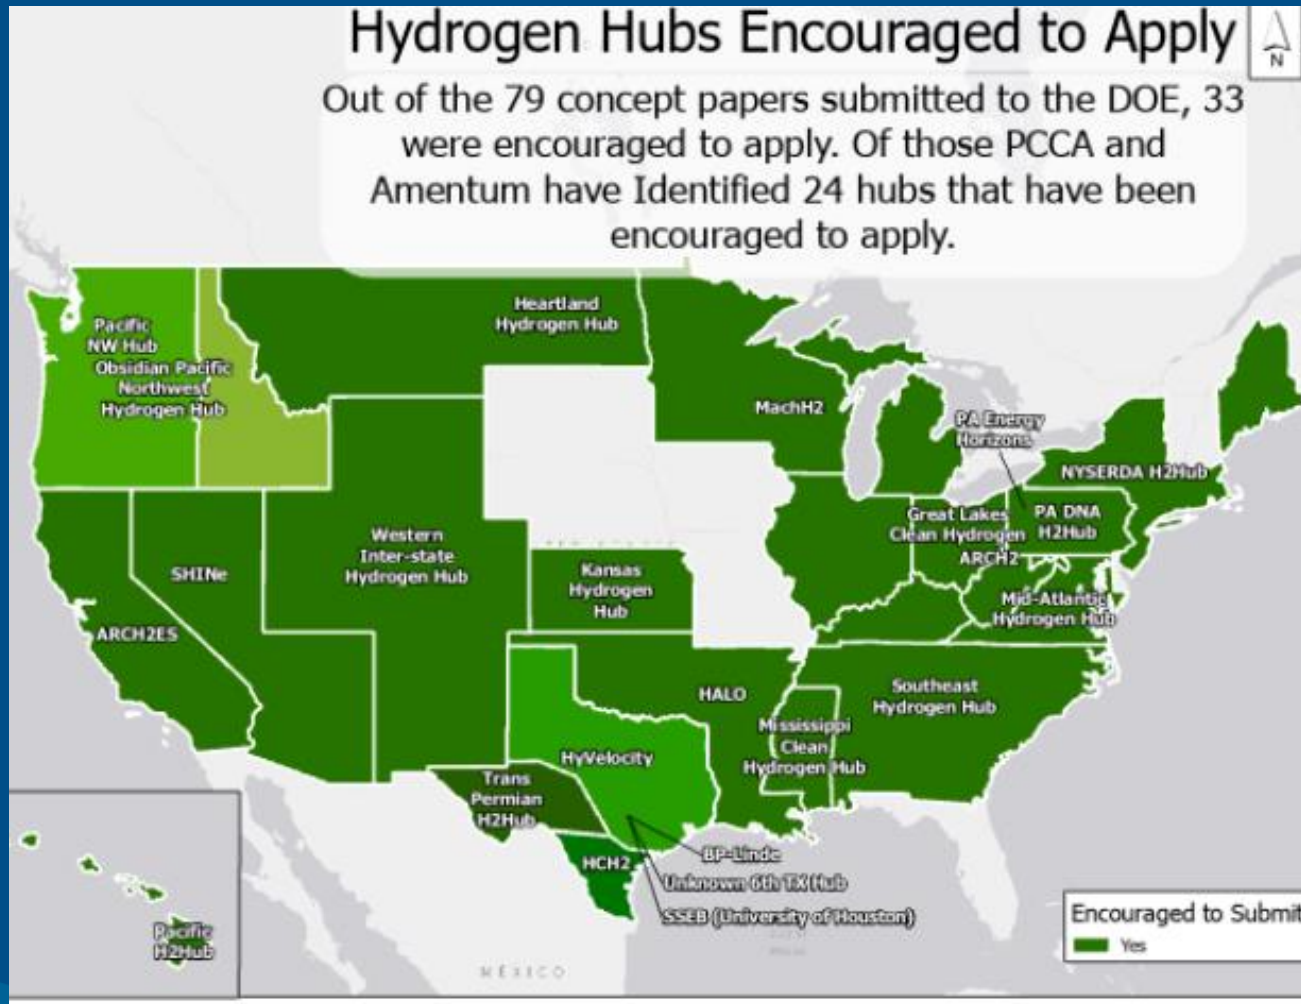 Hydrogen Hubs Encouraged to Apply
N
Out of the 79 concept papers submitted to the DOE, 33
were encouraged to apply. Of those PCCA and
Amentum have Identified 24 hubs that have been
encouraged to apply.
Heartland
Hydrogen Hub
Pacific
NW Hub
Obsidian Pacific
Northwest
Hydrogen Hub
MachH2
PA Energy
Horizons
NYSERDA H2Hub
Great Lakes
Clean Hydrogen
PA DNA
H2Hub
ARCH2
Western
Inter-state
Hydrogen Hub
SHINe
Kansas
Hydrogen
Hub
Mid-Atlantic
Hydrogen Hub
ARCH2ES
HALO
Southeast
Hydrogen Hub
Mississippi
Clean
Hydrogen Hub
HyVelocity
Trans
Permian
H2Hub
HCH2
BP-Linde
Unknown 6th TX Hub
SSEB (University of Houston)
Pacific
H2Hub
Encouraged to Submit
Yes
MÉXICO